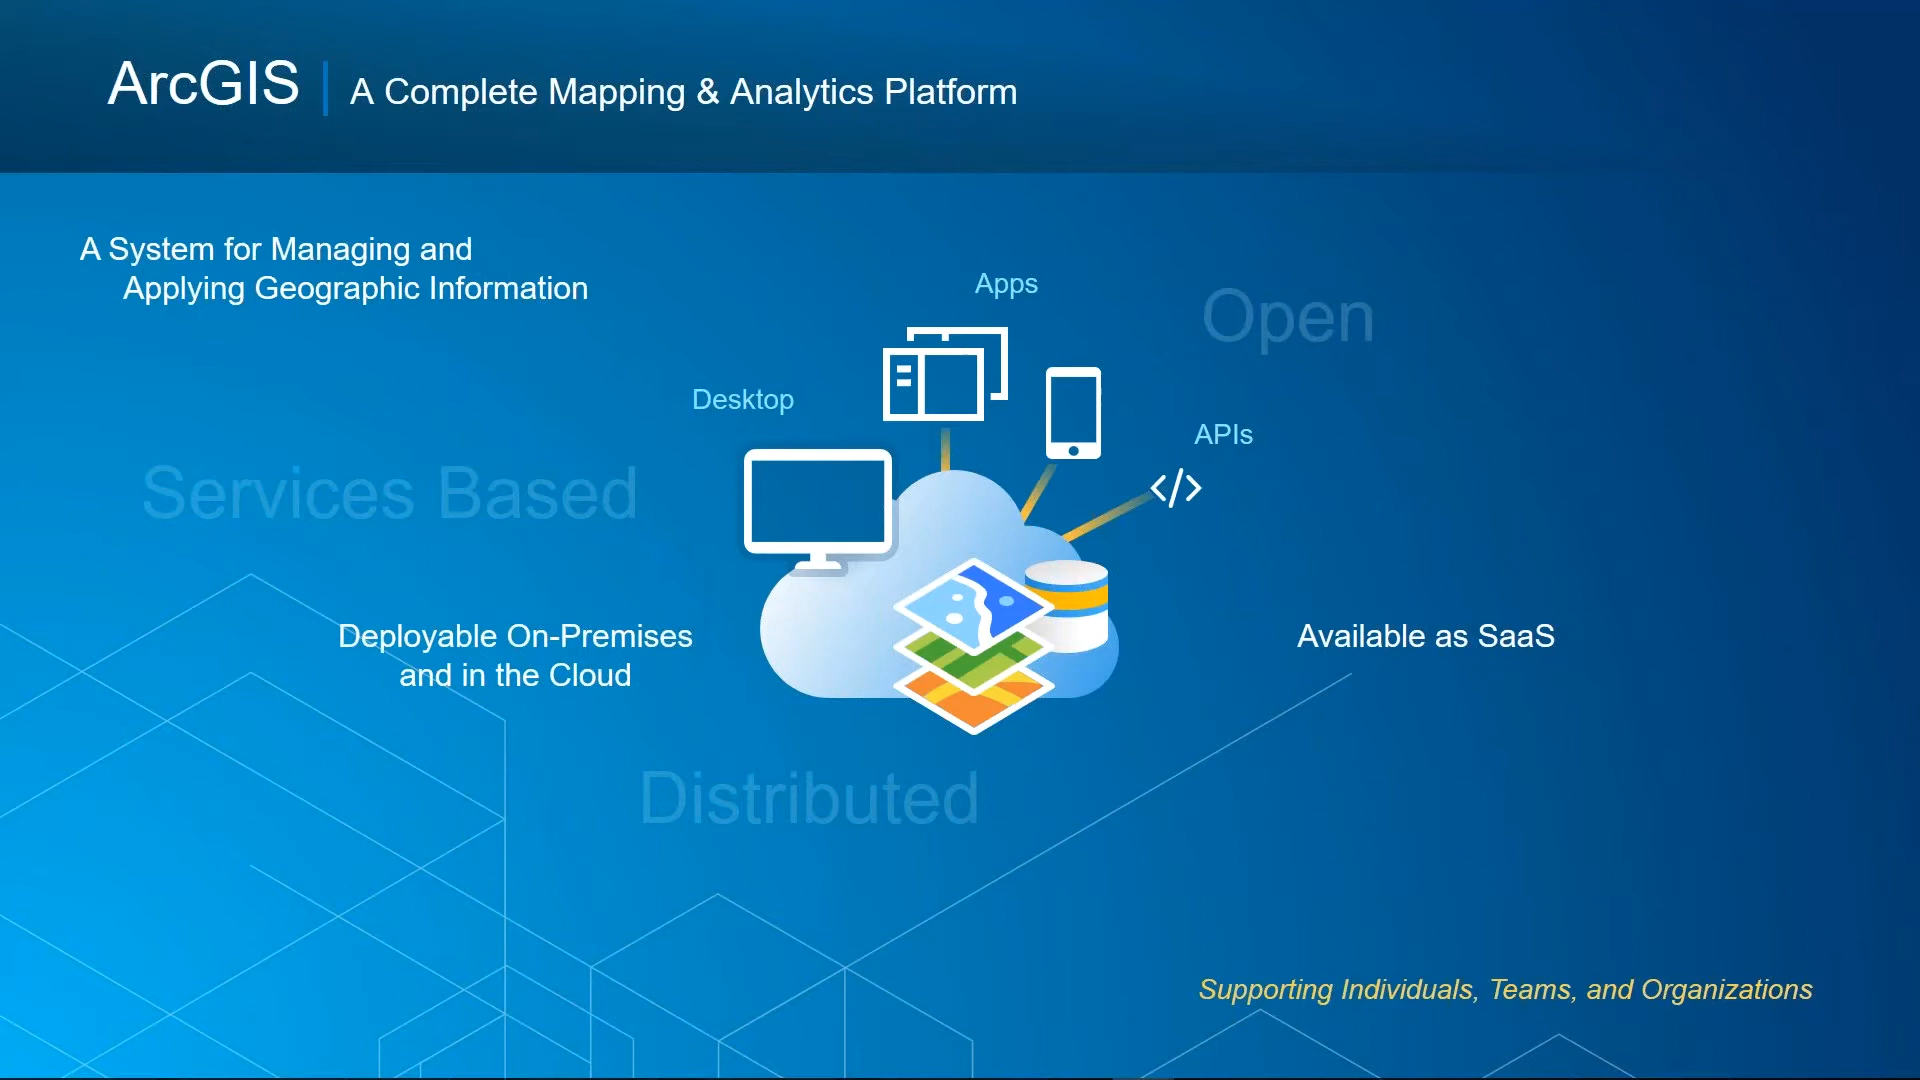 ArcGIS | A Complete Mapping & Analytics Platform
A System for Managing and
Applying Geographic Information
Apps
Open
Desktop
APIs
Services Based
Deployable On-Premises
and in the Cloud
Available as SaaS
Distributed
Supporting Individuals, Teams, and Organizations